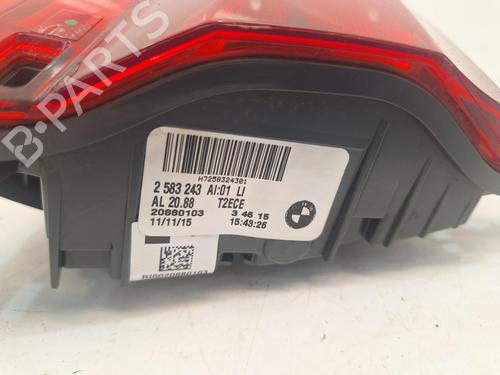 B-PARTS
H7258324301
2 583 243 AI:01 LI
AL 20.88 T2ECE
20880103 3 46 15
11/11/15 15:43:26
BMW